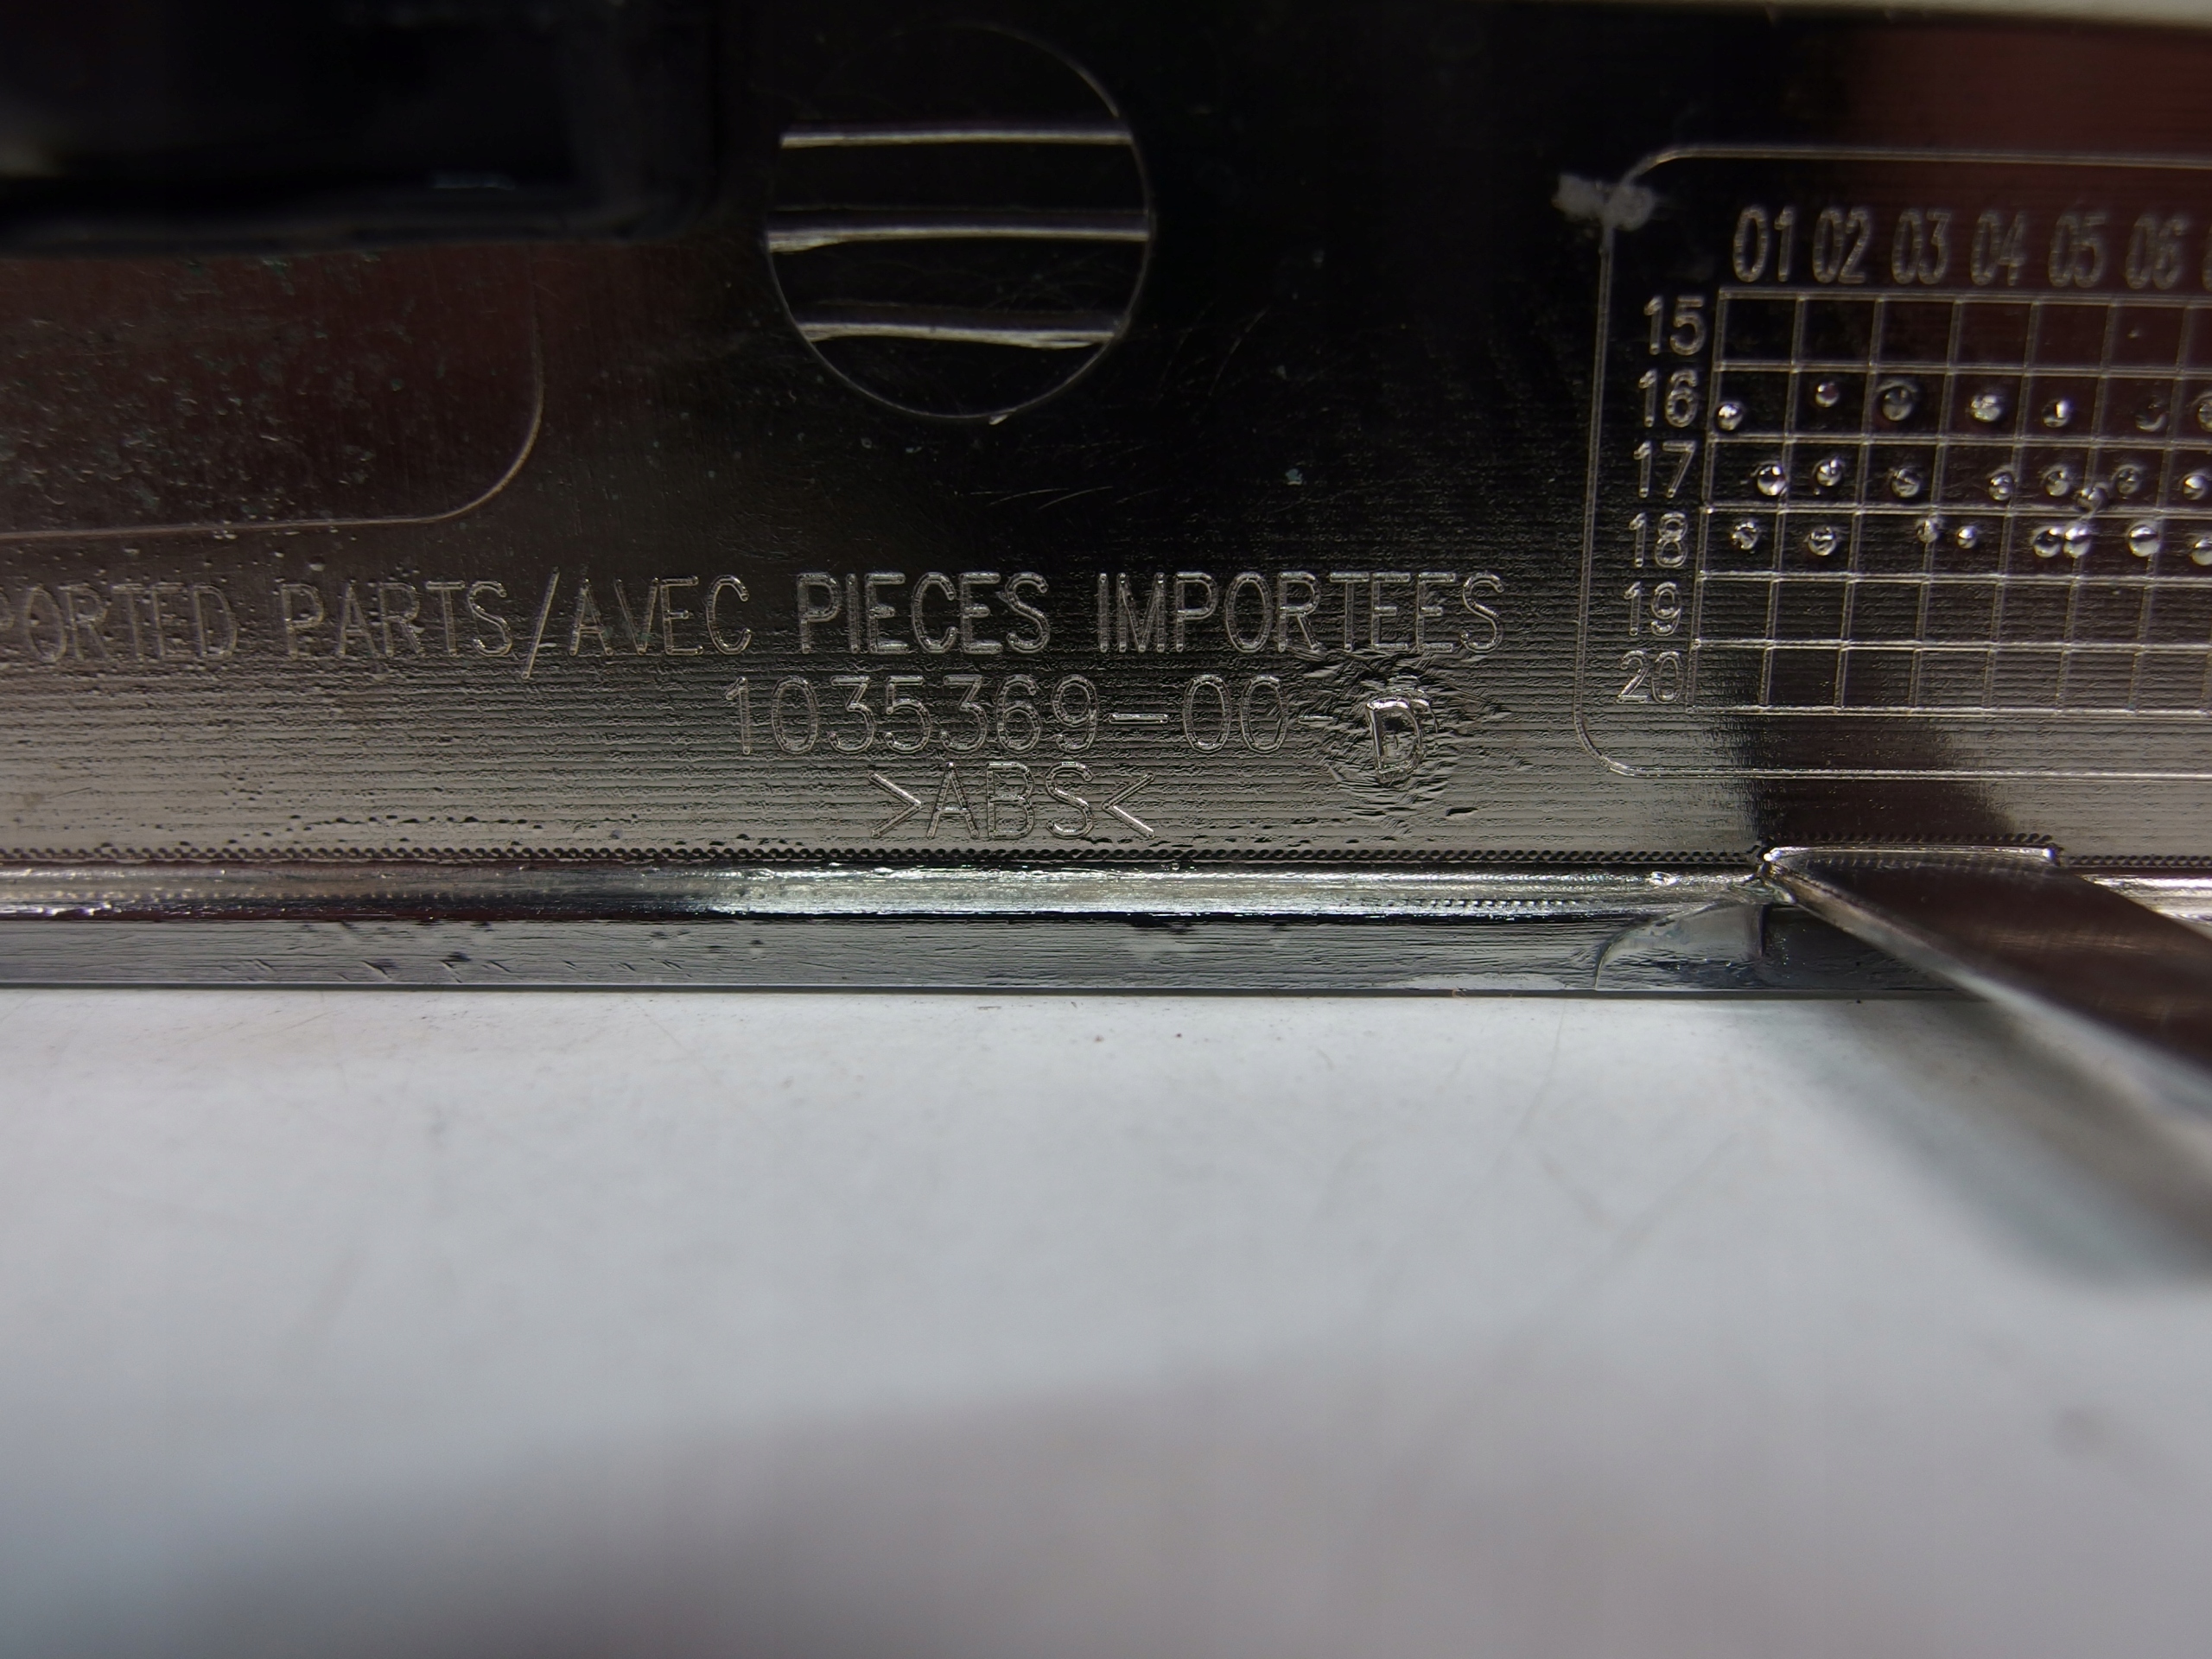 PORTED PARTS/AVEC PIECES IMPORTEES
1035369-00-D
>ABS<
01 02 03 04 05 06
15
16
17
18
19
20